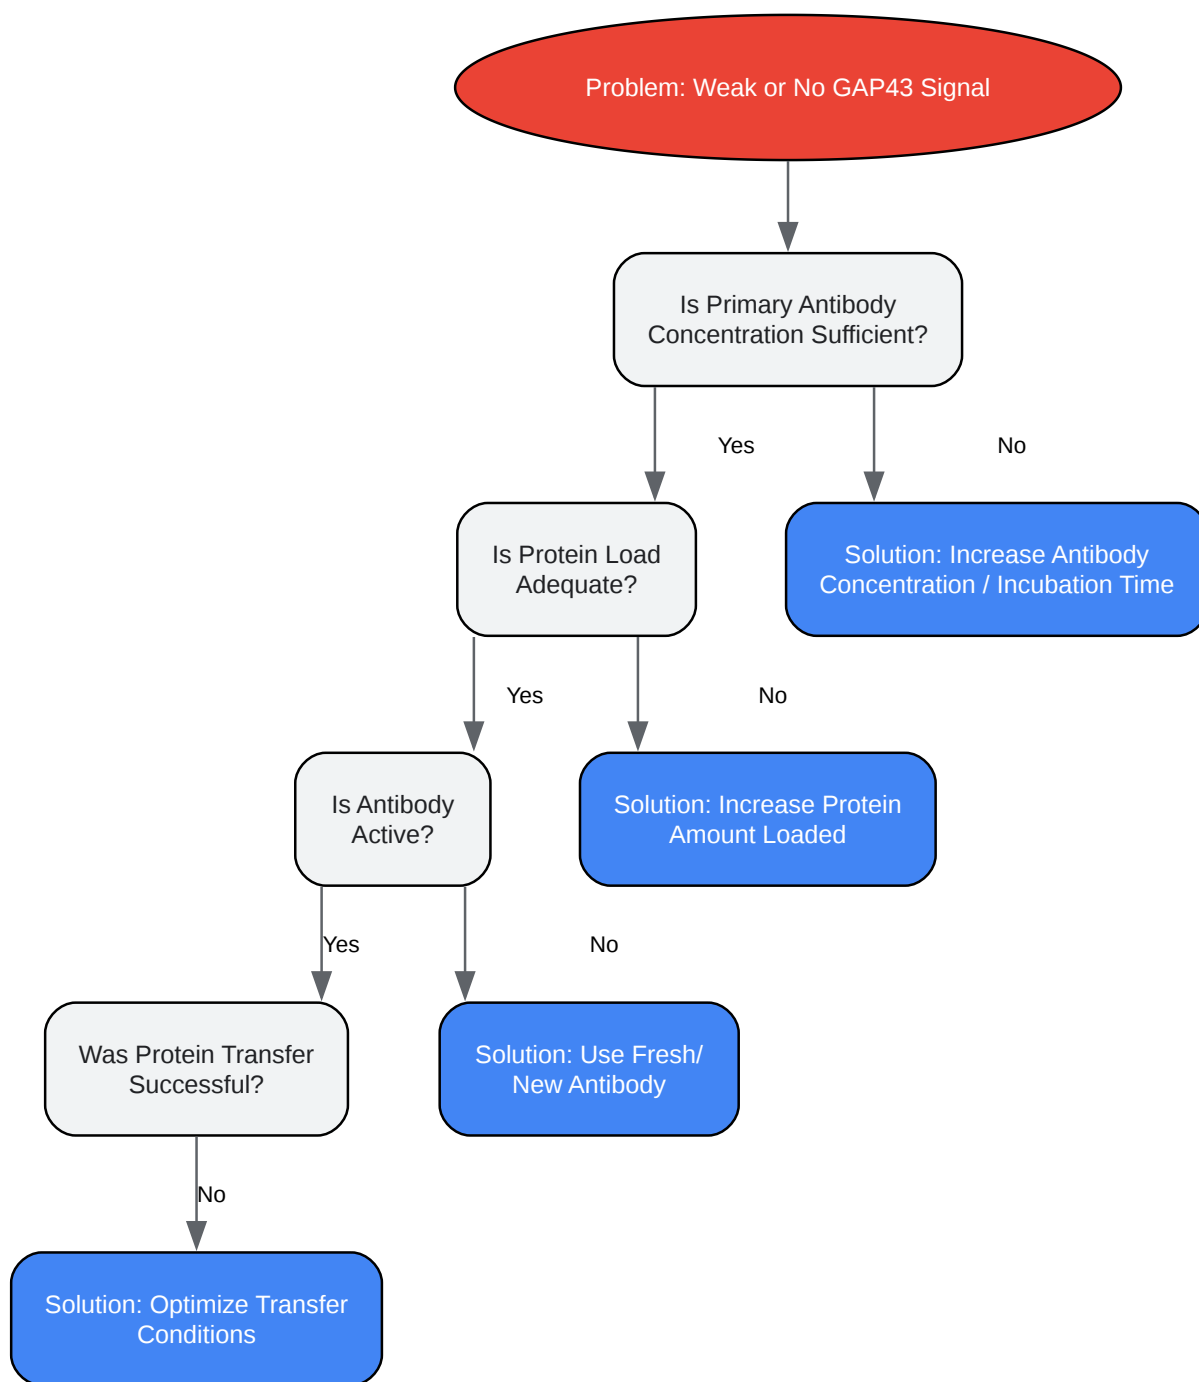 Problem: Weak or No GAP43 Signal
Is Primary Antibody
Concentration Sufficient?
Yes
No
Is Protein Load
Adequate?
Solution: Increase Antibody
Concentration / Incubation Time
Yes
No
Is Antibody
Active?
Solution: Increase Protein
Amount Loaded
Yes
No
Was Protein Transfer
Successful?
Solution: Use Fresh/
New Antibody
No
Solution: Optimize Transfer
Conditions